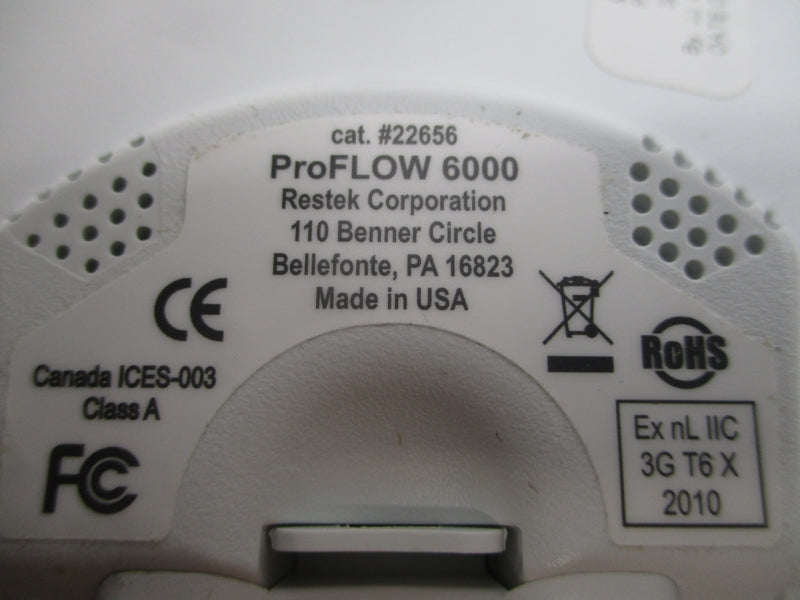 cat. #22656
ProFLOW 6000
Restek Corporation
110 Benner Circle
Bellefonte, PA 16823
Made in USA
CE
Canada ICES-003
Class A
FC
RoHS
Ex nL IIC
3G T6 X
2010
By